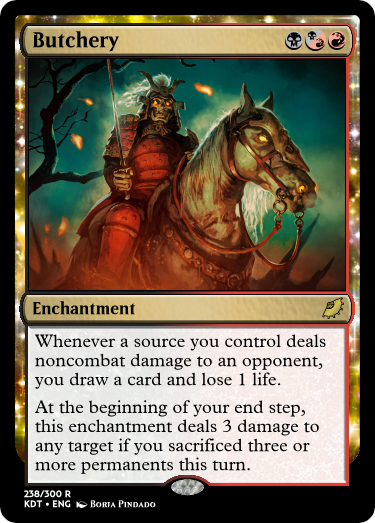 Butchery
Enchantment
Whenever a source you control deals
noncombat damage to an opponent,
you draw a card and lose 1 life.
At the beginning of your end step,
this enchantment deals 3 damage to
any target if you sacrificed three or
more permanents this turn.
238/300 R
KDT • ENG Borja Pindado